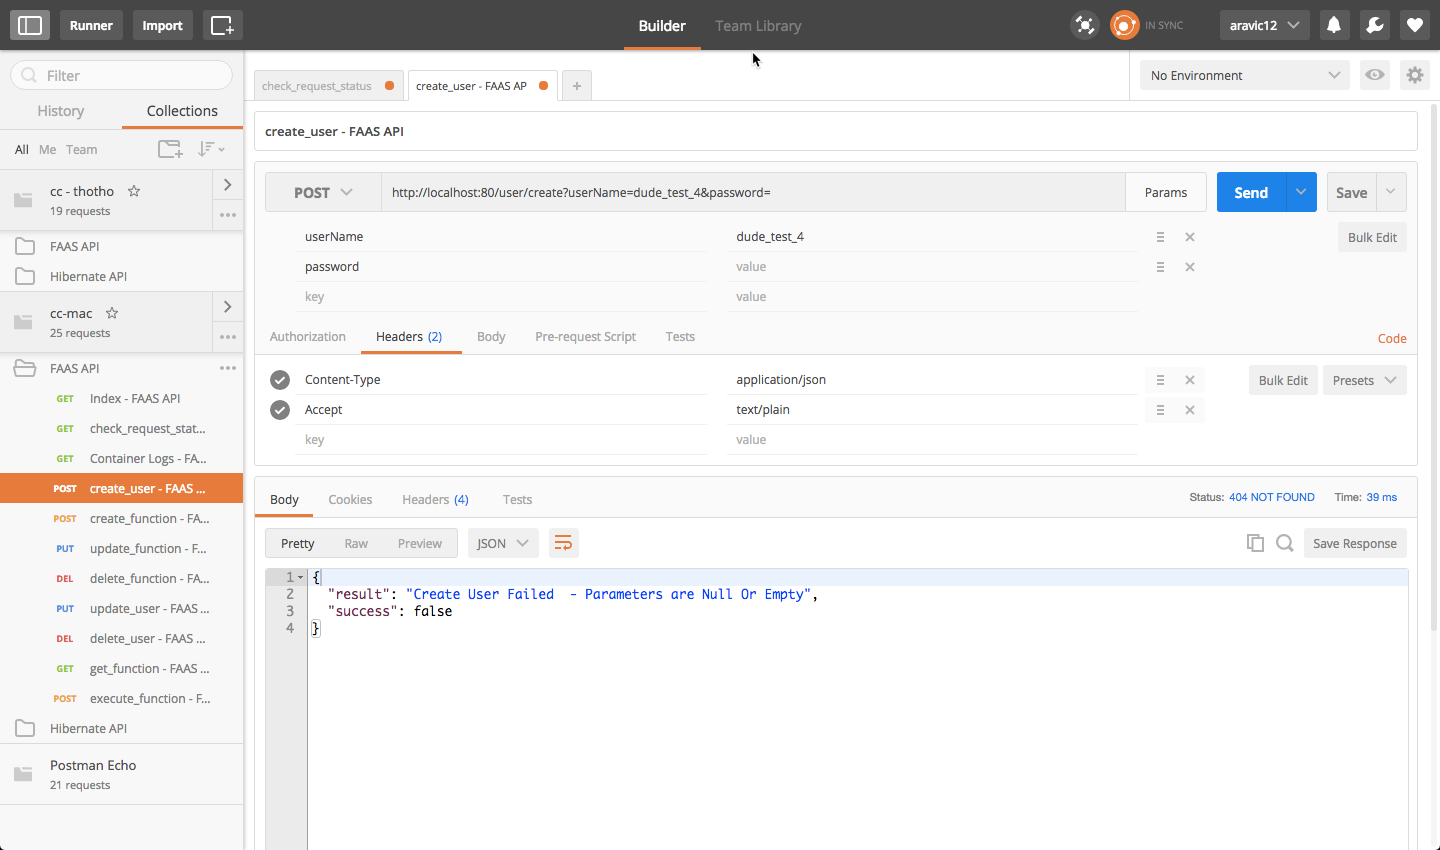 Runner
Import
Builder
Team Library
IN SYNC
aravic12
Filter
History
Collections
All Me Team
cc - thotho
19 requests
FAAS API
Hibernate API
cc-mac
25 requests
FAAS API
GET Index - FAAS API
GET check_request_stat...
GET Container Logs - FA...
POST create_user - FAAS ...
POST create_function - FA...
PUT update_function - F...
DEL delete_function - FA...
PUT update_user - FAAS ...
DEL delete_user - FAAS ...
GET get_function - FAAS ...
POST execute_function - F...
Hibernate API
Postman Echo
21 requests
check_request_status
create_user - FAAS AP
+
No Environment
create_user - FAAS API
POST
http://localhost:80/user/create?userName=dude_test_4&password=
Params
Send
Save
userName dude_test_4
Bulk Edit
password value
key value
Authorization Headers (2) Body Pre-request Script Tests
Code
Content-Type application/json
Bulk Edit Presets
Accept text/plain
key value
Body Cookies Headers (4) Tests
Status: 404 NOT FOUND Time: 39 ms
Pretty Raw Preview JSON
Save Response
1 {
2 "result": "Create User Failed  - Parameters are Null Or Empty",
3 "success": false
4 }